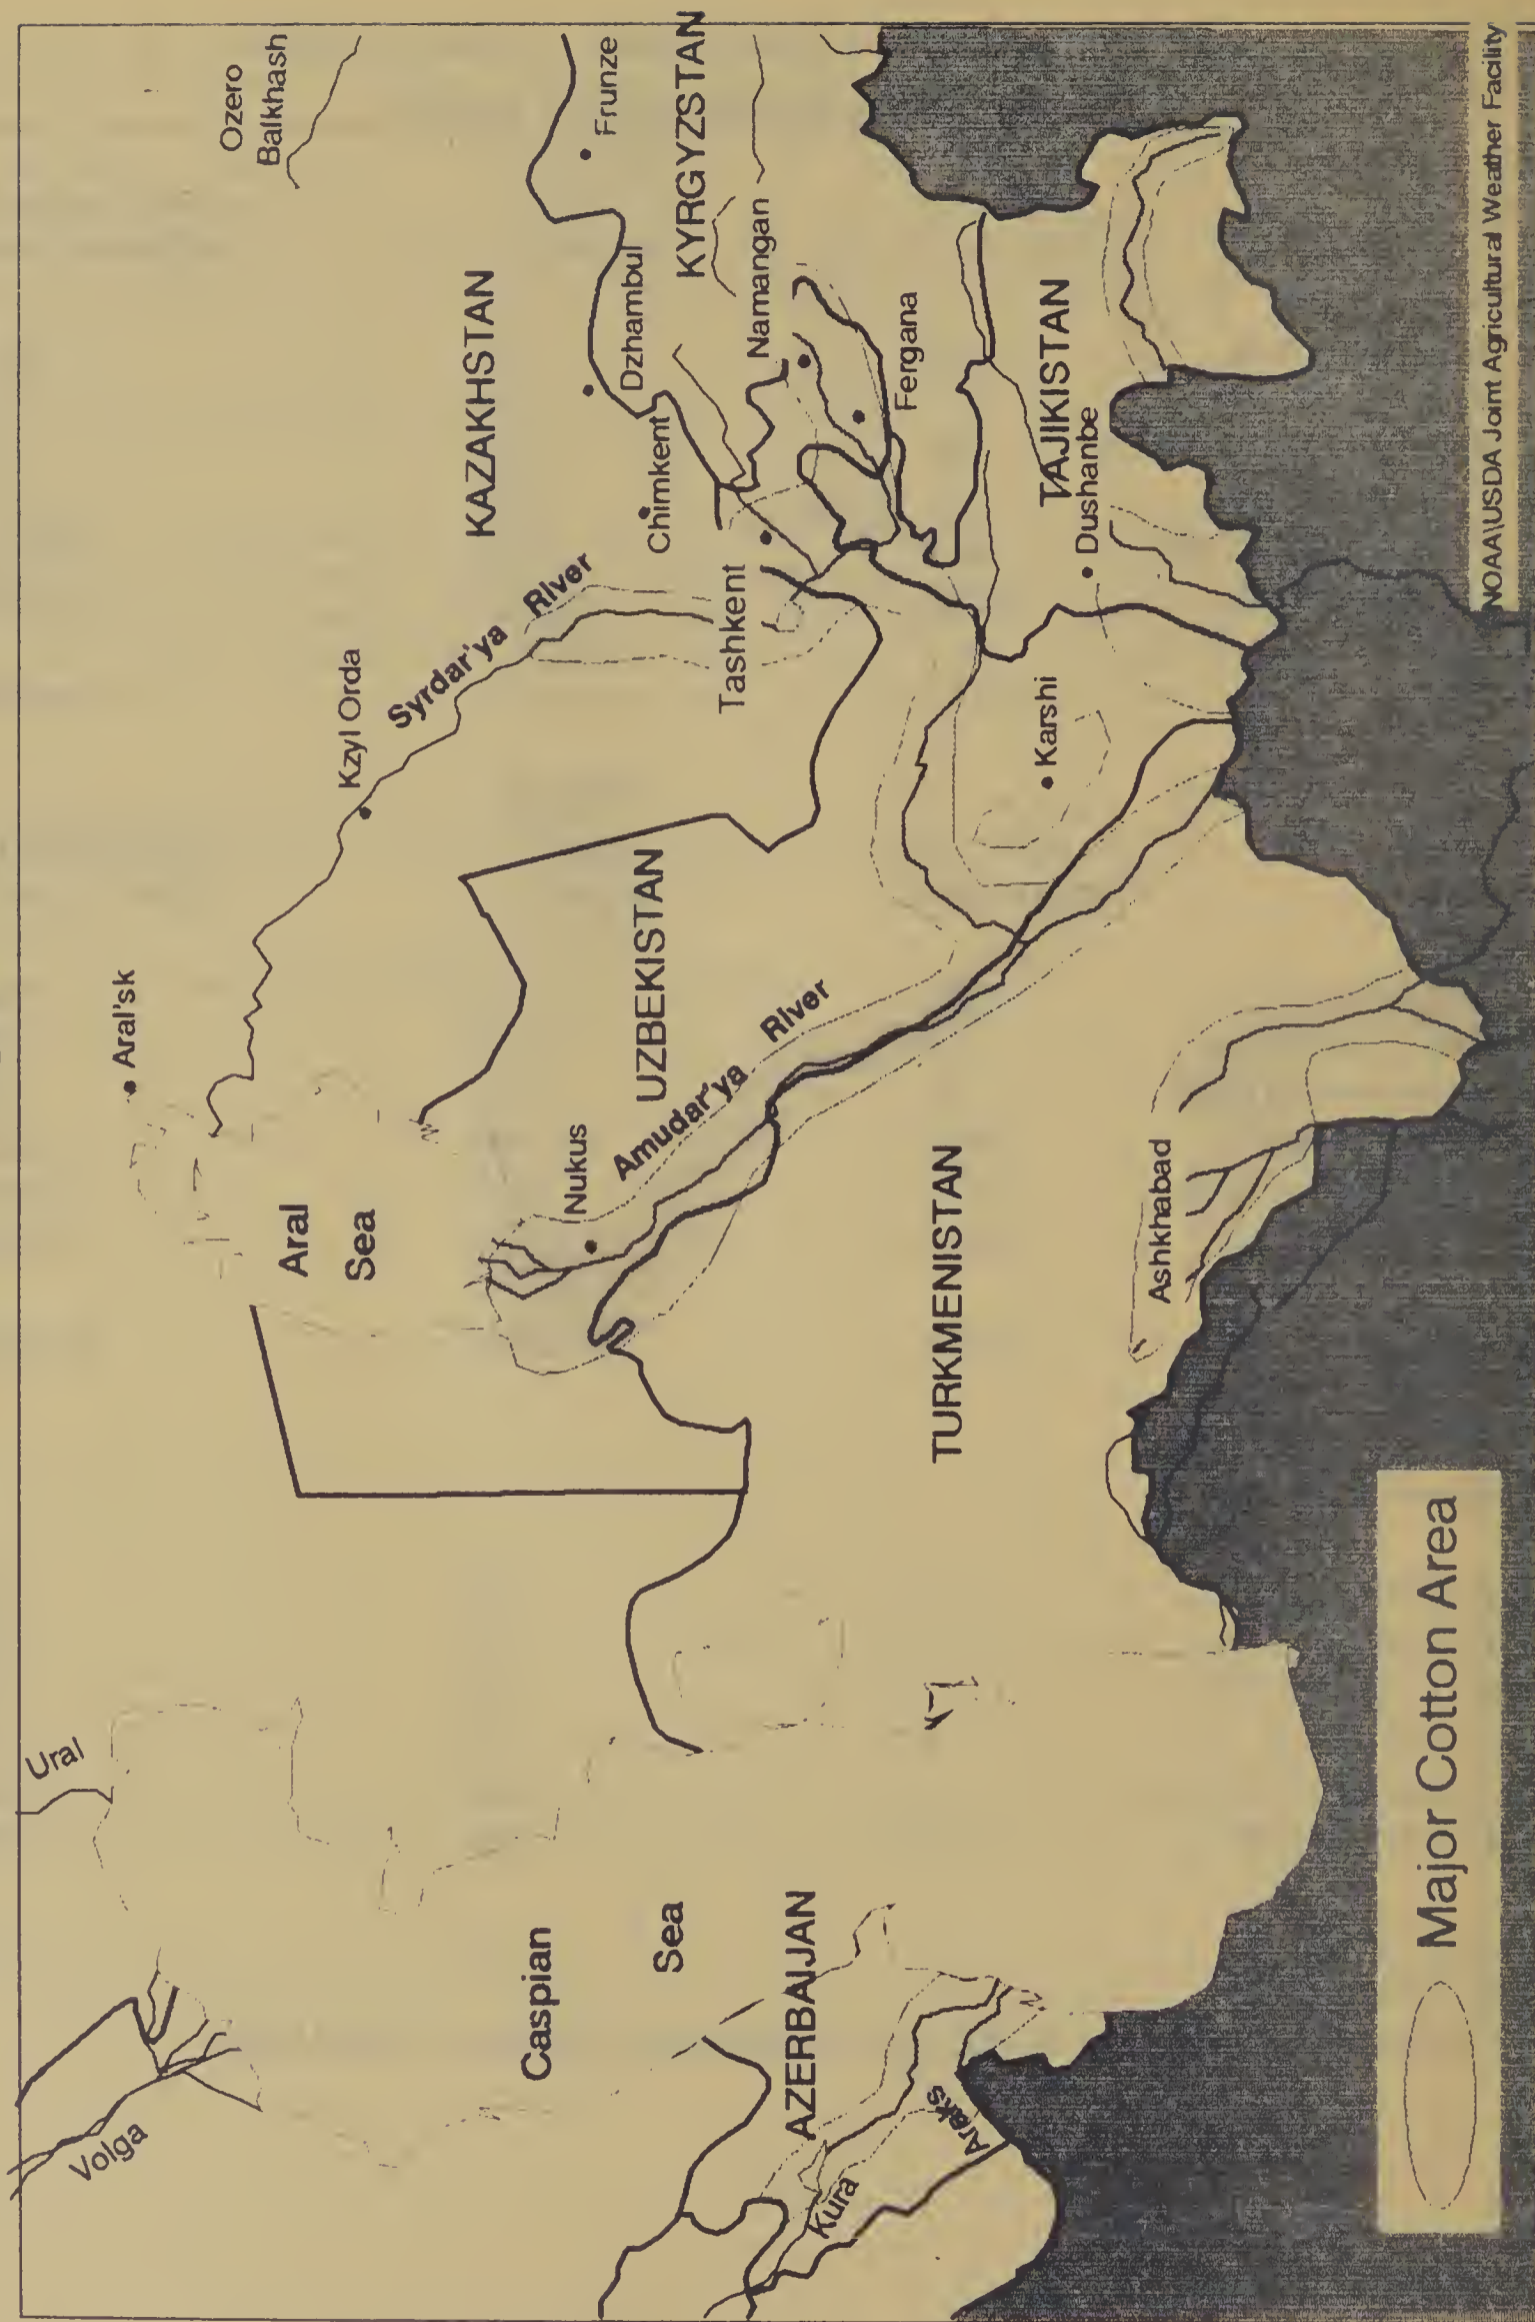 Volga
Ural
Aral'sk
Ozero
Balkhash
Kzyl Orda
Syrdar'ya River
Aral
Sea
KAZAKHSTAN
Caspian
Sea
Frunze
Dzhambul
Chimkent
Nukus
UZBEKISTAN
KYRGYZSTAN
Amudar'ya River
Tashkent
Namangan
AZERBAIJAN
Kura
Araks
Fergana
TURKMENISTAN
Karshi
TAJIKISTAN
Dushanbe
Ashkhabad
Major Cotton Area
NOAA\USDA Joint Agricultural Weather Facility